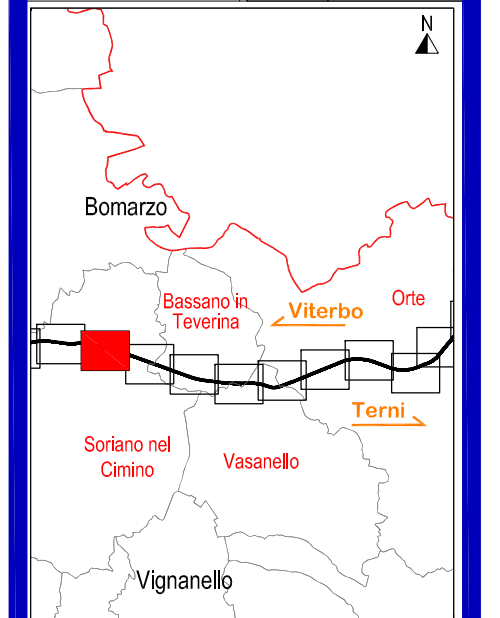 N
Bomarzo
Bassano in
Teverina
Viterbo
Orte
Terni
Soriano nel
Cimino
Vasanello
Vignanello